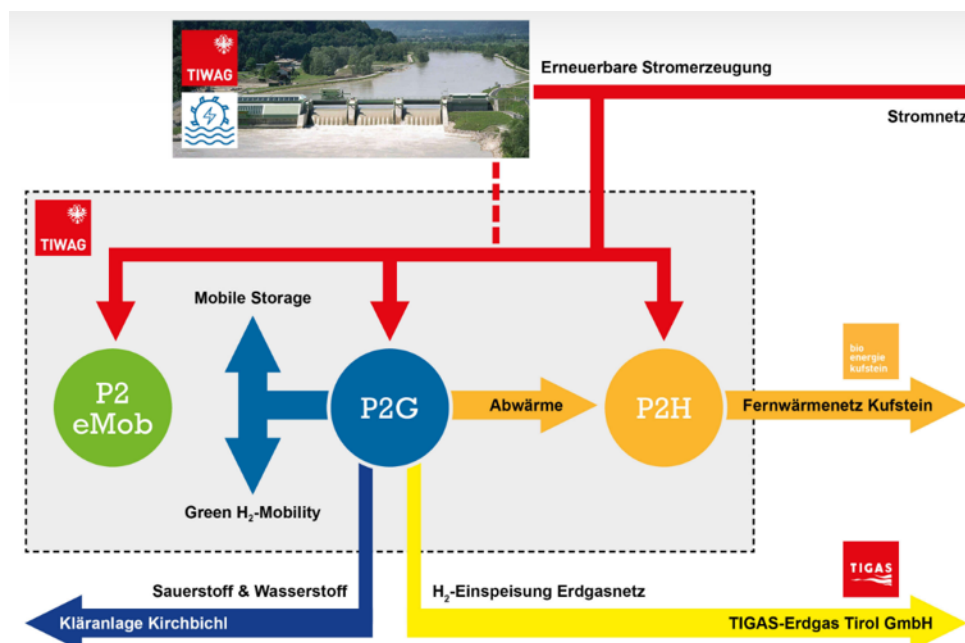 TIWAG
Erneuerbare Stromerzeugung
Stromnetz
TIWAG
Mobile Storage
bio
energie
kufstein
P2
eMob
P2G
Abwärme
P2H
Fernwärmenetz Kufstein
Green H₂-Mobility
TIGAS
Sauerstoff & Wasserstoff
H₂-Einspeisung Erdgasnetz
Kläranlage Kirchbichl
TIGAS-Erdgas Tirol GmbH